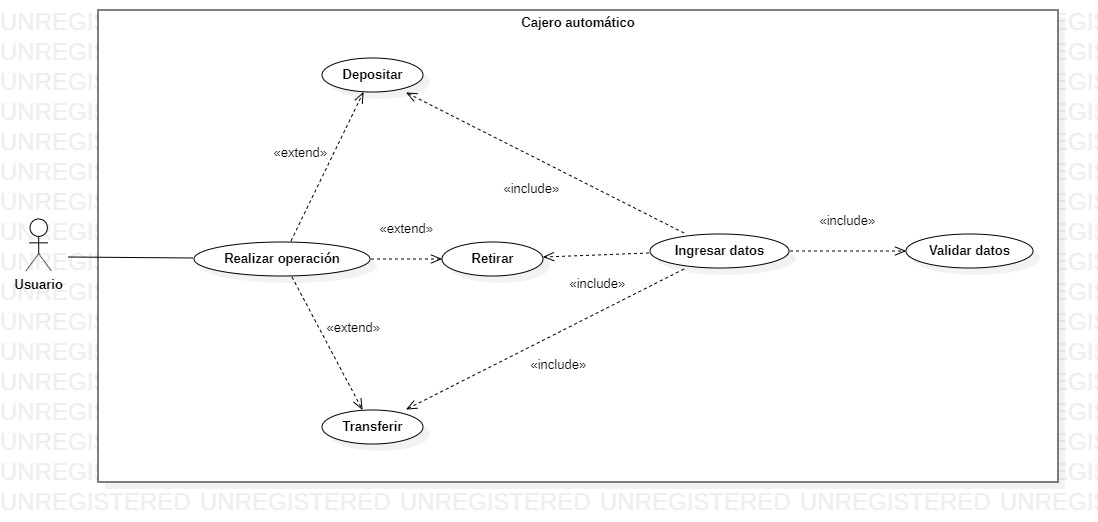 Cajero automático
Depositar
«extend»
«include»
«extend»
«include»
Usuario
Realizar operación
Retirar
Ingresar datos
Validar datos
«include»
«extend»
«include»
Transferir
UNREGISTERED UNREGISTERED UNREGISTERED UNREGISTERED UNREGISTERED